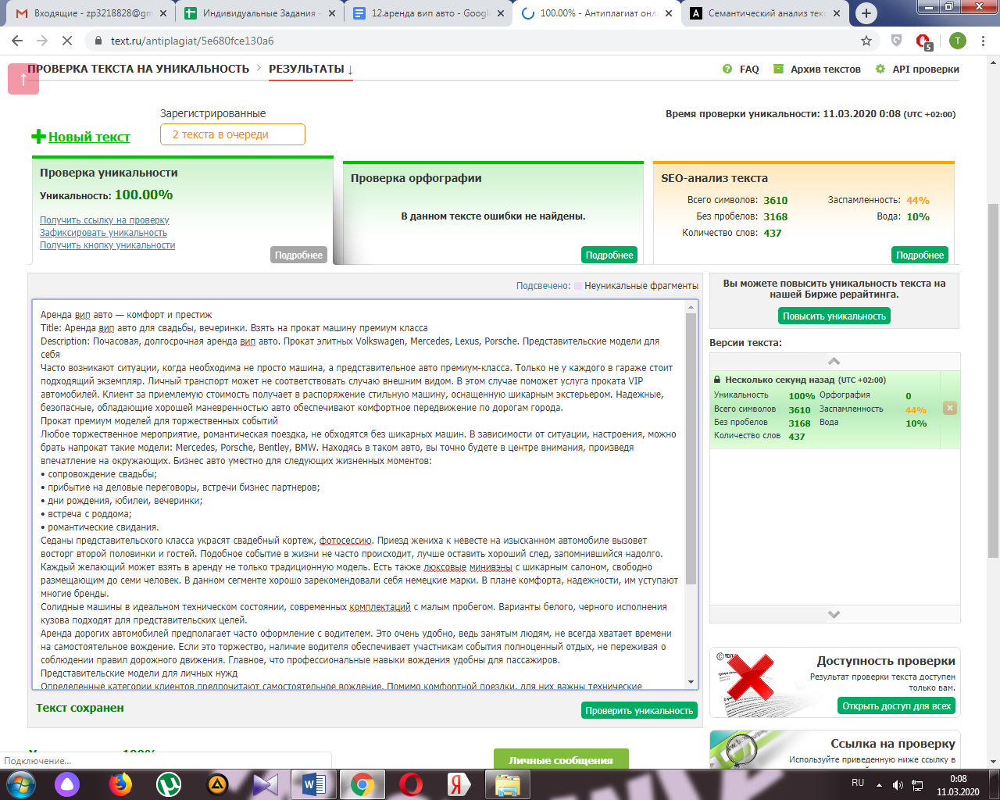 Входящие - zp3218828@gm
Индивидуальные Задания -
12.аренда вип авто - Google
100.00% - Антиплагиат онла
Семантический анализ текс
text.ru/antiplagiat/5e680fce130a6
5
T
ПРОВЕРКА ТЕКСТА НА УНИКАЛЬНОСТЬ > РЕЗУЛЬТАТЫ ↓
FAQ
Архив текстов
API проверки
↑
Зарегистрированные
2 текста в очереди
Новый текст
Время проверки уникальности: 11.03.2020 0:08 (UTC +02:00)
Проверка уникальности
Уникальность: 100.00%
Получить ссылку на проверку
Зафиксировать уникальность
Получить кнопку уникальности
Подробнее
Проверка орфографии
В данном тексте ошибки не найдены.
Подробнее
SEO-анализ текста
Всего символов: 3610
Заспамленность: 44%
Без пробелов: 3168
Вода: 10%
Количество слов: 437
Подробнее
Подсвечено: Неуникальные фрагменты
Аренда вип авто — комфорт и престиж
Title: Аренда вип авто для свадьбы, вечеринки. Взять на прокат машину премиум класса
Description: Почасовая, долгосрочная аренда вип авто. Прокат элитных Volkswagen, Mercedes, Lexus, Porsche. Представительские модели для
себя
Часто возникают ситуации, когда необходима не просто машина, а представительное авто премиум-класса. Только не у каждого в гараже стоит
подходящий экземпляр. Личный транспорт может не соответствовать случаю внешним видом. В этом случае поможет услуга проката VIP
автомобилей. Клиент за приемлемую стоимость получает в распоряжение стильную машину, оснащенную шикарным экстерьером. Надежные,
безопасные, обладающие хорошей маневренностью авто обеспечивают комфортное передвижение по дорогам города.
Прокат премиум моделей для торжественных событий
Любое торжественное мероприятие, романтическая поездка, не обходятся без шикарных машин. В зависимости от ситуации, настроения, можно
брать напрокат такие модели: Mercedes, Porsche, Bentley, BMW. Находясь в таком авто, вы точно будете в центре внимания, произведя
впечатление на окружающих. Бизнес авто уместно для следующих жизненных моментов:
• сопровождение свадьбы;
• прибытие на деловые переговоры, встречи бизнес партнеров;
• дни рождения, юбилеи, вечеринки;
• встреча с роддома;
• романтические свидания.
Седаны представительского класса украсят свадебный кортеж, фотосессию. Приезд жениха к невесте на изысканном автомобиле вызовет
восторг второй половинки и гостей. Подобное событие в жизни не часто происходит, лучше оставить хороший след, запомнившийся надолго.
Каждый желающий может взять в аренду не только традиционную модель. Есть также люксовые минивэны с шикарным салоном, свободно
размещающим до семи человек. В данном сегменте хорошо зарекомендовали себя немецкие марки. В плане комфорта, надежности, им уступают
многие бренды.
Солидные машины в идеальном техническом состоянии, современных комплектаций с малым пробегом. Варианты белого, черного исполнения
кузова подходят для представительских целей.
Аренда дорогих автомобилей предполагает часто оформление с водителем. Это очень удобно, ведь занятым людям, не всегда хватает времени
на самостоятельное вождение. Если это торжество, наличие водителя обеспечивает участникам события полноценный отдых, не переживая о
соблюдении правил дорожного движения. Главное, что профессиональные навыки вождения удобны для пассажиров.
Представительские модели для личных нужд
Определенные категории клиентов предпочитают самостоятельное вождение. Помимо комфортной поездки, для них важны технические
Текст сохранен
Проверить уникальность
Вы можете повысить уникальность текста на
нашей Бирже рерайтинга.
Повысить уникальность
Версии текста:
Несколько секунд назад (UTC +02:00)
Уникальность 100% Орфография 0
Всего символов 3610 Заспамленность 44%
Без пробелов 3168 Вода 10%
Количество слов 437
Доступность проверки
Результат проверки текста доступен
только вам.
Открыть доступ для всех
Ссылка на проверку
Используйте приведенную ниже ссылку в
Личные сообщения
Подключение...
RU
0:08
11.03.2020